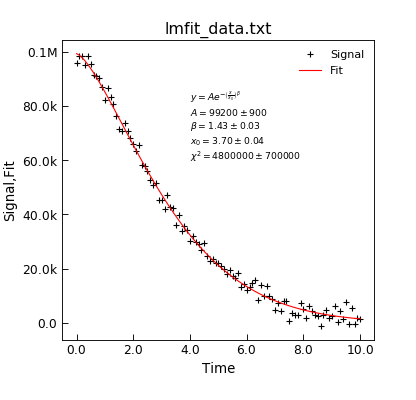 lmfit_data.txt
Signal,Fit
0.1M
80.0k
60.0k
40.0k
20.0k
0.0
Signal
Fit
y = Ae^{-(x/x₀)^β}
A = 99200 ± 900
β = 1.43 ± 0.03
x₀ = 3.70 ± 0.04
χ² = 4800000 ± 700000
0.0 2.0 4.0 6.0 8.0 10.0
Time